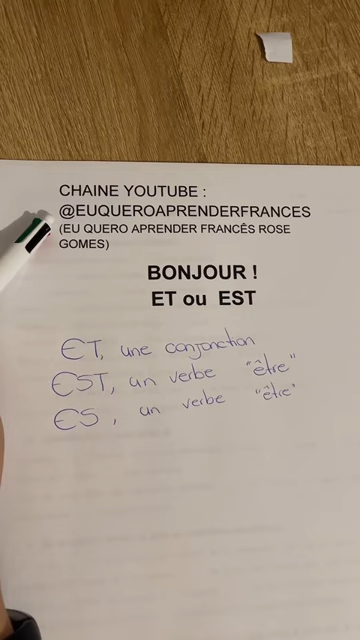 CHAINE YOUTUBE :
@EUQUEROAPRENDERFRANCES
(EU QUERO APRENDER FRANCÊS ROSE
GOMES)
BONJOUR !
ET ou EST
ET, une conjonction
EST, un verbe "être"
ES, un verbe "être"